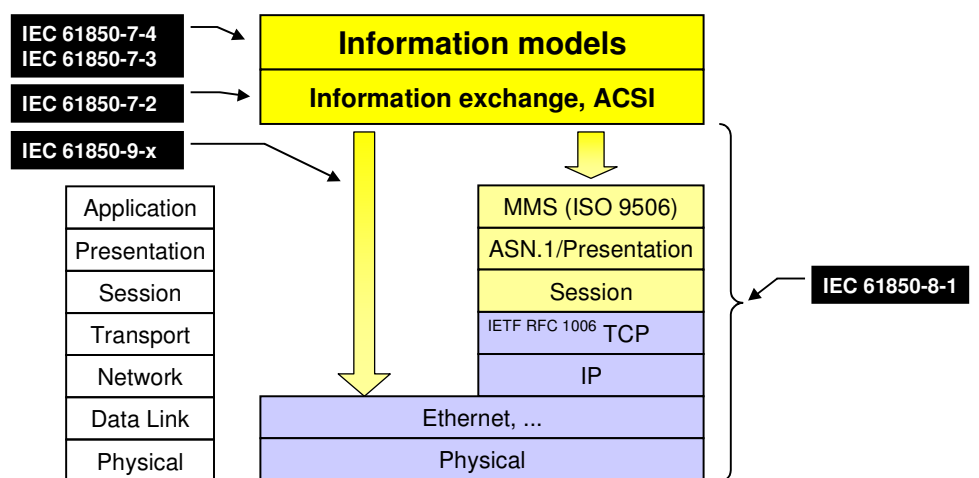 IEC 61850-7-4
IEC 61850-7-3
Information models
IEC 61850-7-2
Information exchange, ACSI
IEC 61850-9-x
Application
Presentation
Session
Transport
Network
Data Link
Physical
MMS (ISO 9506)
ASN.1/Presentation
Session
IETF RFC 1006 TCP
IP
Ethernet, ...
Physical
IEC 61850-8-1